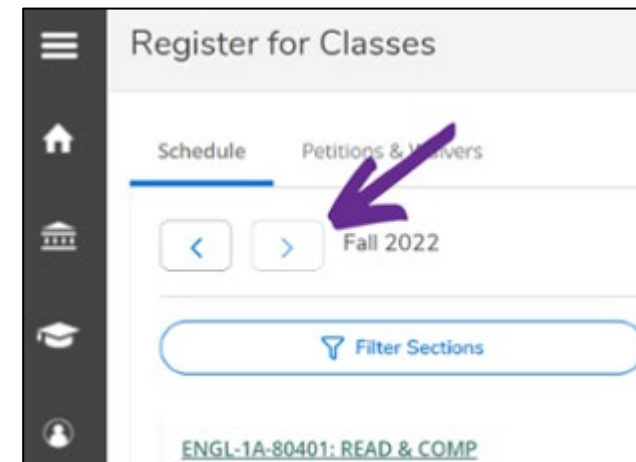 Register for Classes
Schedule Petitions & Waivers
Fall 2022
Filter Sections
ENGL-1A-80401: READ & COMP